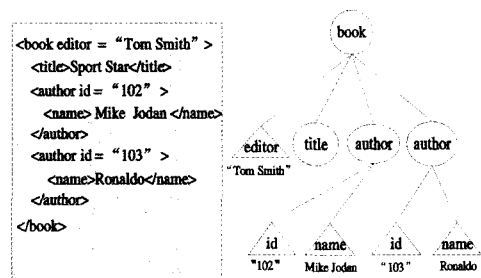 <book editor = “Tom Smith” >
<title>Sport Star</title>
<author id = “102” >
<name> Mike Jodan </name>
</author>
<author id = “103” >
<name>Ronaldo</name>
</author>
</book>
book
editor title author author
“Tom Smith”
id name id name
"102" Mike Jodan “103” Ronaldo